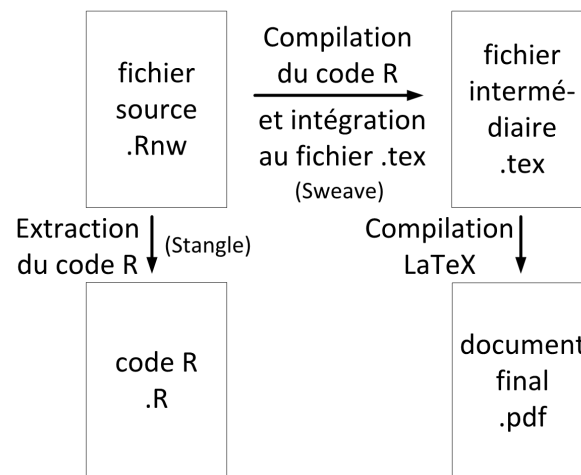 fichier
source
.Rnw
Compilation
du code R
et intégration
au fichier .tex
(Sweave)
fichier
intermé-
diaire
.tex
Extraction
du code R
(Stangle)
Compilation
LaTeX
code R
.R
document
final
.pdf